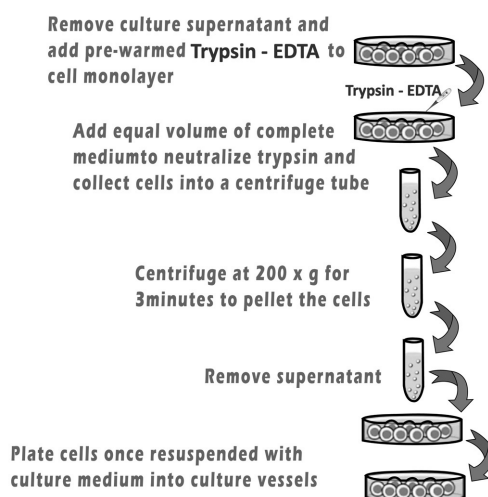 Remove culture supernatant and
add pre-warmed Trypsin - EDTA to
cell monolayer
Trypsin - EDTA
Add equal volume of complete
mediumto neutralize trypsin and
collect cells into a centrifuge tube
Centrifuge at 200 x g for
3minutes to pellet the cells
Remove supernatant
Plate cells once resuspended with
culture medium into culture vessels